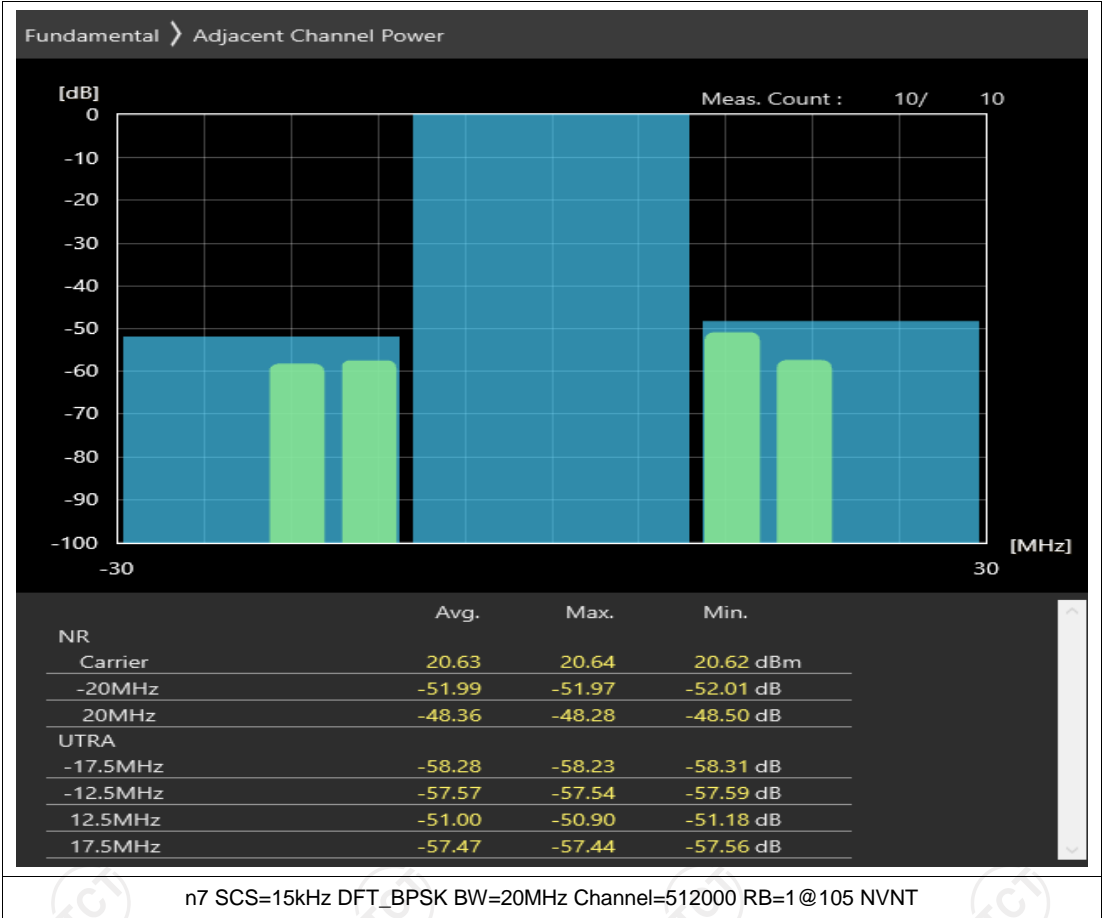 Fundamental 〉 Adjacent Channel Power
[dB]
Meas. Count : 10/ 10
0
-10
-20
-30
-40
-50
-60
-70
-80
-90
-100
[MHz]
-30 30
Avg. Max. Min.
NR
Carrier 20.63 20.64 20.62 dBm
-20MHz -51.99 -51.97 -52.01 dB
20MHz -48.36 -48.28 -48.50 dB
UTRA
-17.5MHz -58.28 -58.23 -58.31 dB
-12.5MHz -57.57 -57.54 -57.59 dB
12.5MHz -51.00 -50.90 -51.18 dB
17.5MHz -57.47 -57.44 -57.56 dB
n7 SCS=15kHz DFT_BPSK BW=20MHz Channel=512000 RB=1@105 NVNT
TCT TCT TCT TCT